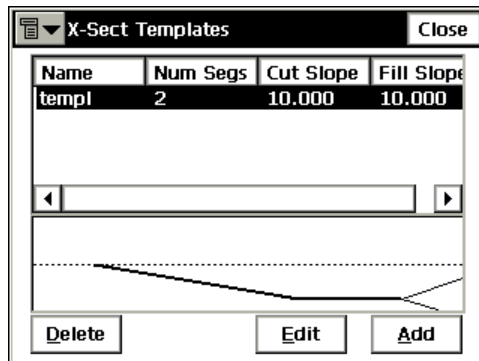 X-Sect Templates Close
Name Num Segs Cut Slope Fill Slope
templ 2 10.000 10.000
Delete Edit Add